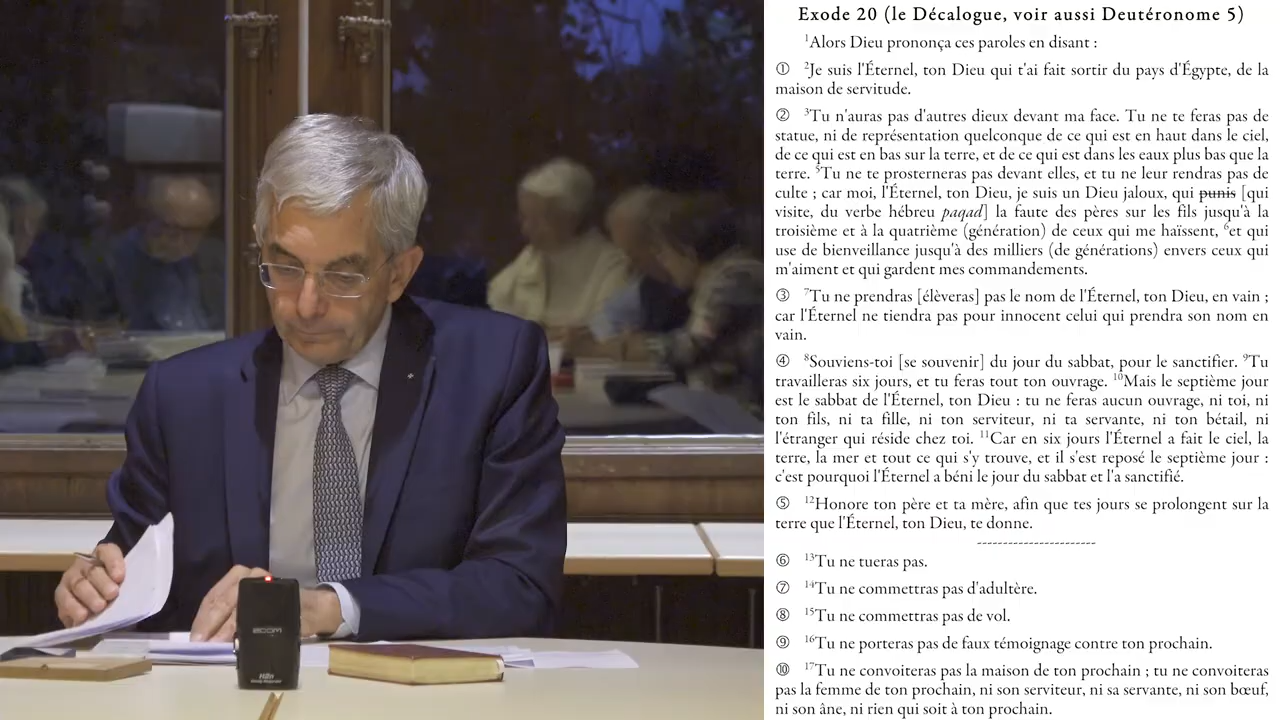 Exode 20 (le Décalogue, voir aussi Deutéronome 5)
¹Alors Dieu prononça ces paroles en disant :
① ²Je suis l'Éternel, ton Dieu qui t'ai fait sortir du pays d'Égypte, de la
maison de servitude.
② ³Tu n'auras pas d'autres dieux devant ma face. Tu ne te feras pas de
statue, ni de représentation quelconque de ce qui est en haut dans le ciel,
de ce qui est en bas sur la terre, et de ce qui est dans les eaux plus bas que la
terre. ⁵Tu ne te prosterneras pas devant elles, et tu ne leur rendras pas de
culte ; car moi, l'Éternel, ton Dieu, je suis un Dieu jaloux, qui punis [qui
visite, du verbe hébreu paqad] la faute des pères sur les fils jusqu'à la
troisième et à la quatrième (génération) de ceux qui me haïssent, ⁶et qui
use de bienveillance jusqu'à des milliers (de générations) envers ceux qui
m'aiment et qui gardent mes commandements.
③ ⁷Tu ne prendras [élèveras] pas le nom de l'Éternel, ton Dieu, en vain ;
car l'Éternel ne tiendra pas pour innocent celui qui prendra son nom en
vain.
④ ⁸Souviens-toi [se souvenir] du jour du sabbat, pour le sanctifier. ⁹Tu
travailleras six jours, et tu feras tout ton ouvrage. ¹⁰Mais le septième jour
est le sabbat de l'Éternel, ton Dieu : tu ne feras aucun ouvrage, ni toi, ni
ton fils, ni ta fille, ni ton serviteur, ni ta servante, ni ton bétail, ni
l'étranger qui réside chez toi. ¹¹Car en six jours l'Éternel a fait le ciel, la
terre, la mer et tout ce qui s'y trouve, et il s'est reposé le septième jour :
c'est pourquoi l'Éternel a béni le jour du sabbat et l'a sanctifié.
⑤ ¹²Honore ton père et ta mère, afin que tes jours se prolongent sur la
terre que l'Éternel, ton Dieu, te donne.
-----------------------
⑥ ¹³Tu ne tueras pas.
⑦ ¹⁴Tu ne commettras pas d'adultère.
⑧ ¹⁵Tu ne commettras pas de vol.
⑨ ¹⁶Tu ne porteras pas de faux témoignage contre ton prochain.
⑩ ¹⁷Tu ne convoiteras pas la maison de ton prochain ; tu ne convoiteras
pas la femme de ton prochain, ni son serviteur, ni sa servante, ni son bœuf,
ni son âne, ni rien qui soit à ton prochain.
zoom
H2n